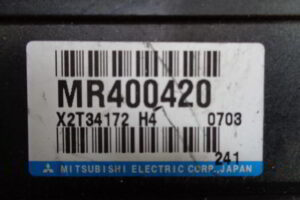 MR400420
X2T34172 H4 0703
241
MITSUBISHI ELECTRIC CORP., JAPAN